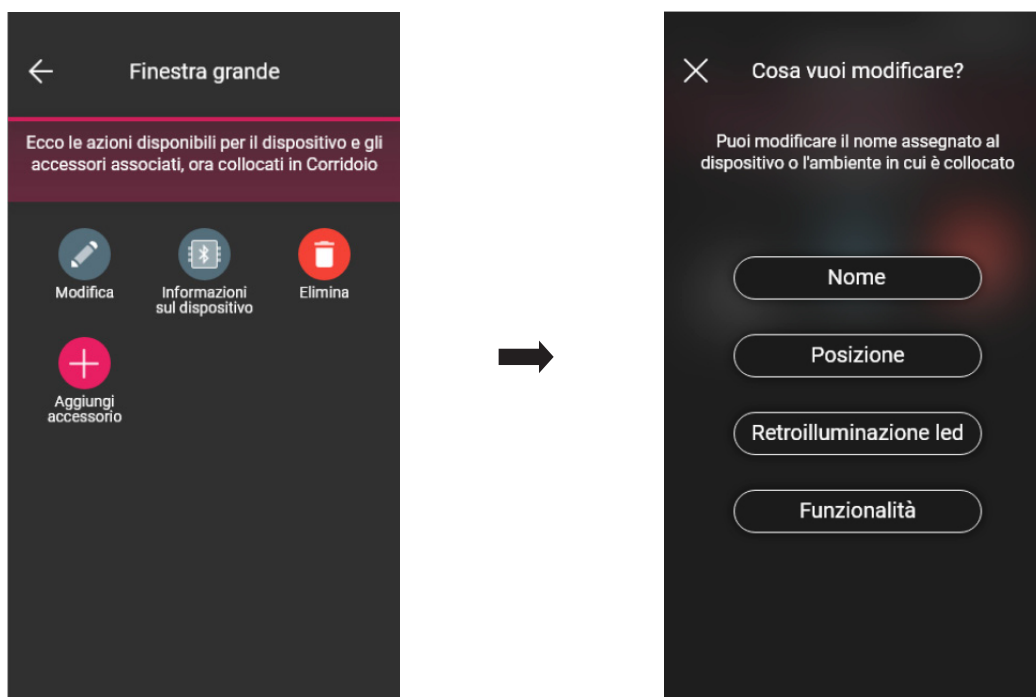 Finestra grande
Ecco le azioni disponibili per il dispositivo e gli
accessori associati, ora collocati in Corridoio
Modifica
Informazioni
sul dispositivo
Elimina
Aggiungi
accessorio
Cosa vuoi modificare?
Puoi modificare il nome assegnato al
dispositivo o l'ambiente in cui è collocato
Nome
Posizione
Retroilluminazione led
Funzionalità